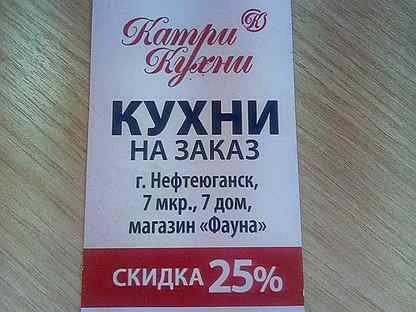 Катри К
Кухни
КУХНИ
НА ЗАКАЗ
г. Нефтеюганск,
7 мкр., 7 дом,
магазин «Фауна»
СКИДКА 25%